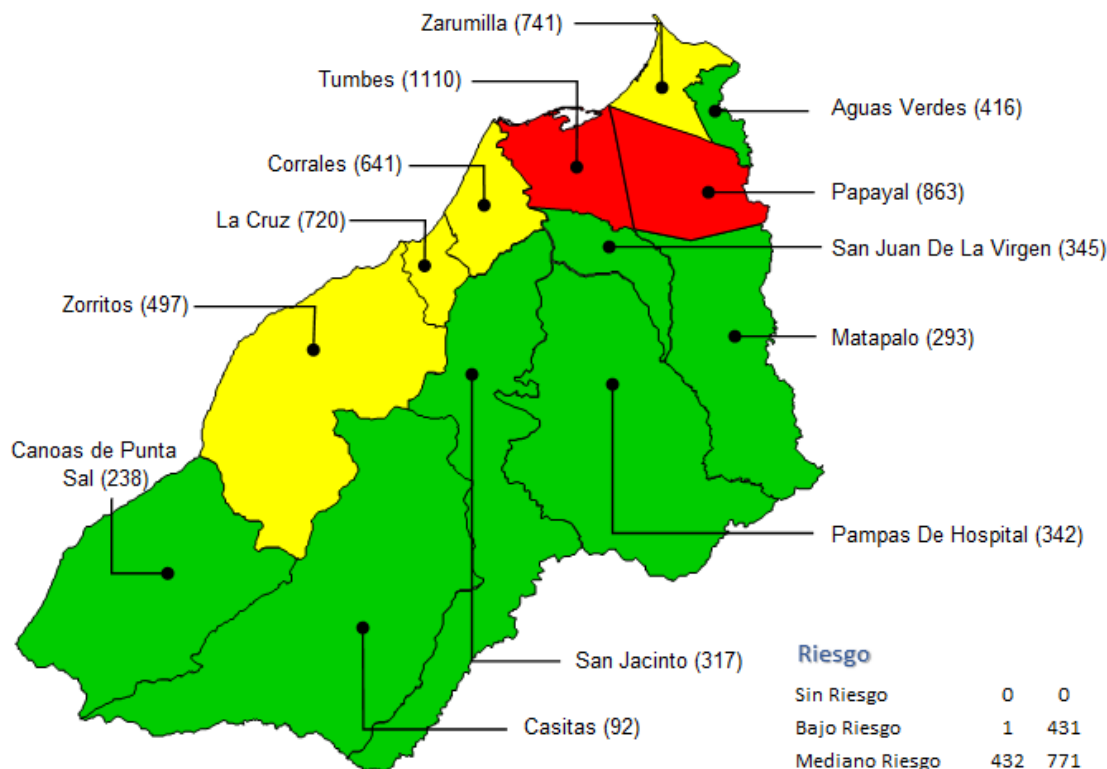 Zarumilla (741)
Tumbes (1110)
Aguas Verdes (416)
Corrales (641)
Papayal (863)
La Cruz (720)
San Juan De La Virgen (345)
Zorritos (497)
Matapalo (293)
Canoas de Punta
Sal (238)
Pampas De Hospital (342)
San Jacinto (317)
Casitas (92)
Riesgo
Sin Riesgo 0 0
Bajo Riesgo 1 431
Mediano Riesgo 432 771